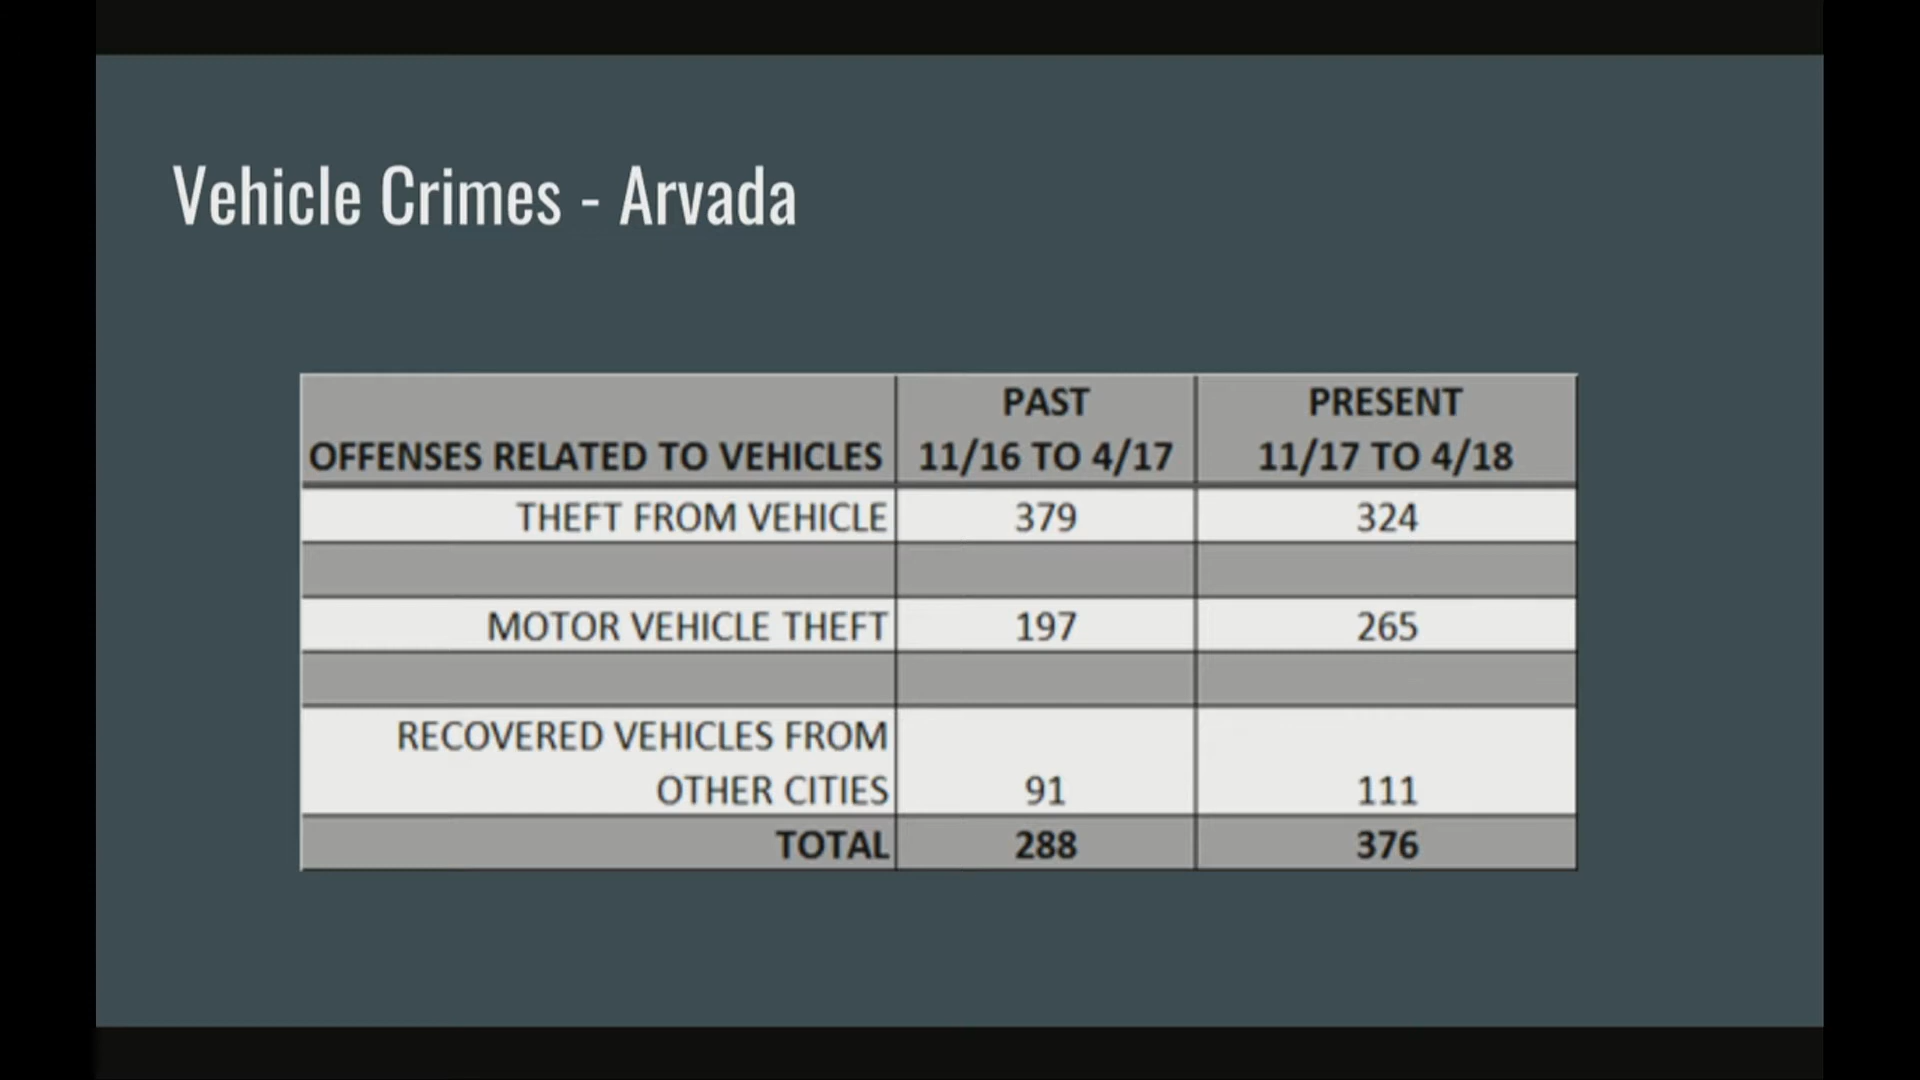 Vehicle Crimes - Arvada
PAST
PRESENT
OFFENSES RELATED TO VEHICLES 11/16 TO 4/17 11/17 TO 4/18
THEFT FROM VEHICLE 379 324
MOTOR VEHICLE THEFT 197 265
RECOVERED VEHICLES FROM
OTHER CITIES 91 111
TOTAL 288 376